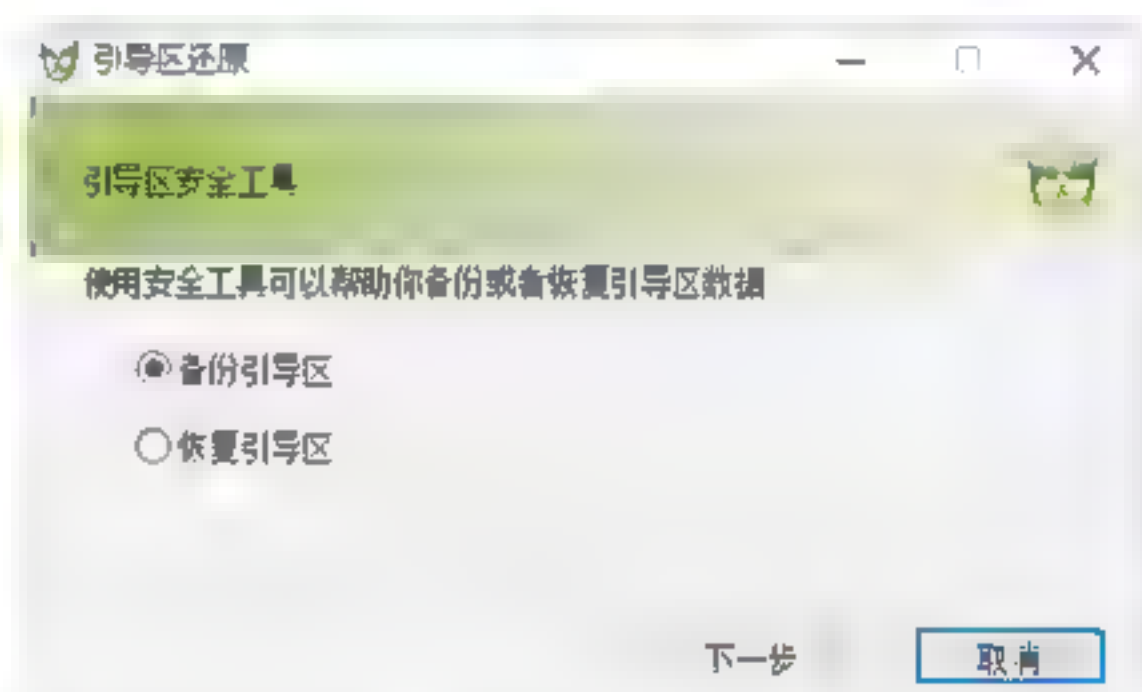 引导区还原
引导区安全工具
使用安全工具可以帮助你备份或者恢复引导区数据
备份引导区
恢复引导区
下一步 取消